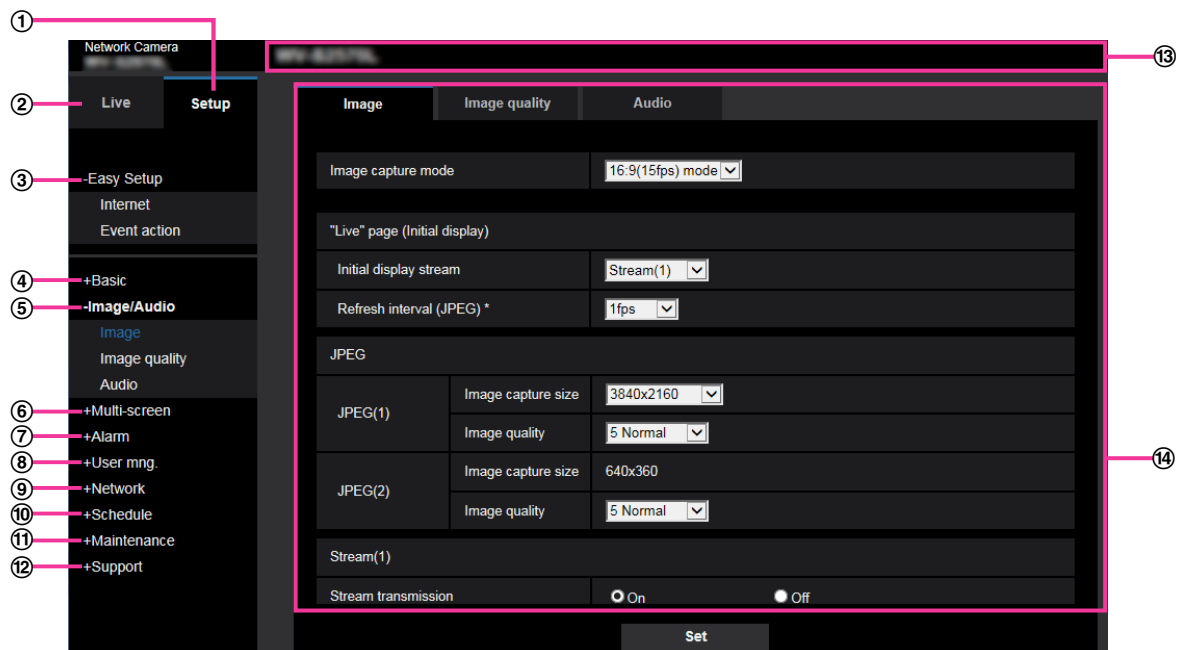 ①
Network Camera
⑬
② Live Setup
Image Image quality Audio
Image capture mode 16:9(15fps) mode
③ -Easy Setup
Internet
Event action
"Live" page (Initial display)
Initial display stream Stream(1)
④ +Basic
⑤ -Image/Audio
Refresh interval (JPEG) * 1fps
Image
Image quality
Audio
JPEG
JPEG(1)
Image capture size 3840x2160
Image quality 5 Normal
⑥ +Multi-screen
⑦ +Alarm
⑧ +User mng.
⑨ +Network
⑩ +Schedule
⑪ +Maintenance
⑫ +Support
JPEG(2)
Image capture size 640x360
Image quality 5 Normal
⑭
Stream(1)
Stream transmission On Off
Set